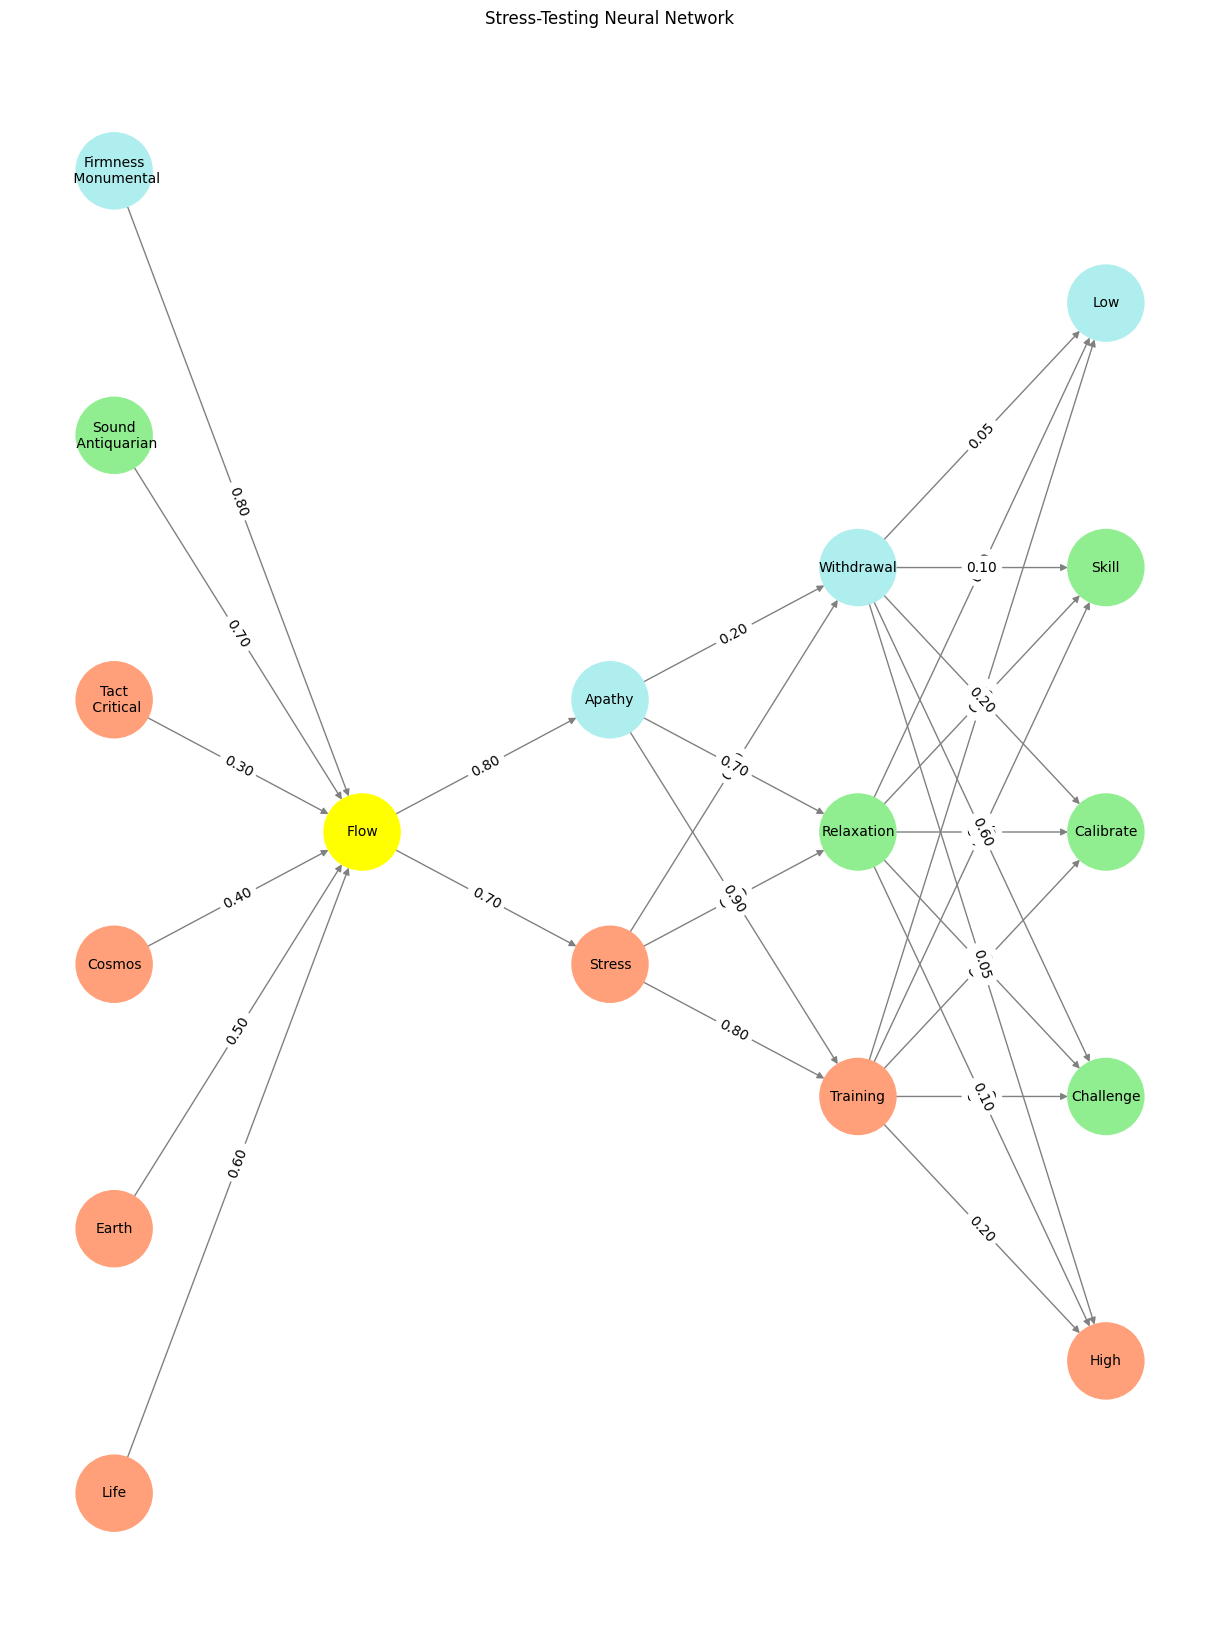 Stress-Testing Neural Network
Firmness
Monumental
Low
Sound
Antiquarian
0.05
0.80
Withdrawal
0.10
Skill
0.70
0.20
Tact
Critical
Apathy
0.20
0.30
0.80
0.70
Flow
Relaxation
0.60
Calibrate
0.40
0.70
0.90
Cosmos
Stress
0.05
0.50
0.80
Training
0.10
Challenge
0.60
Earth
0.20
High
Life